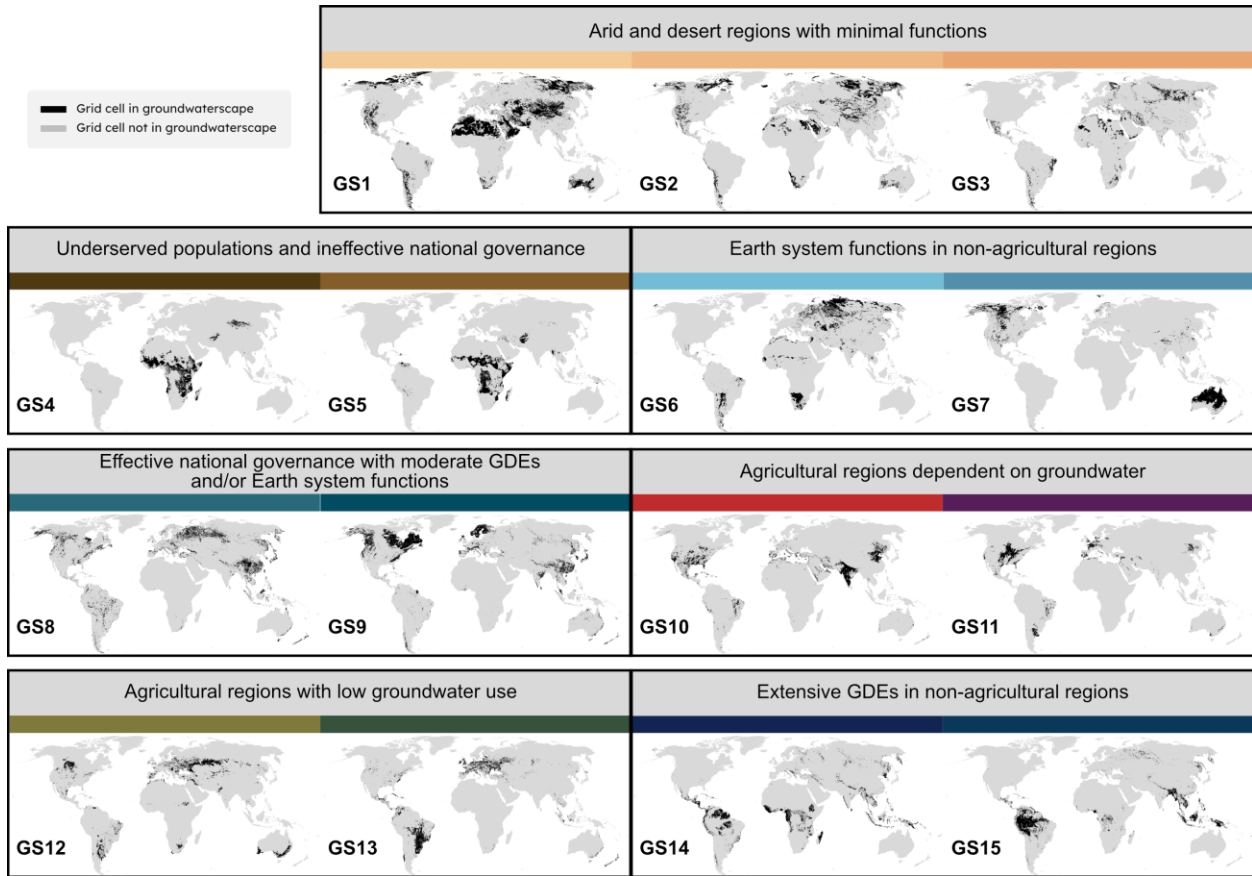 Arid and desert regions with minimal functions
Grid cell in groundwaterscape
Grid cell not in groundwaterscape
GS1
GS2
GS3
Underserved populations and ineffective national governance
Earth system functions in non-agricultural regions
GS4
GS5
GS6
GS7
Effective national governance with moderate GDEs
and/or Earth system functions
Agricultural regions dependent on groundwater
GS8
GS9
GS10
GS11
Agricultural regions with low groundwater use
Extensive GDEs in non-agricultural regions
GS12
GS13
GS14
GS15